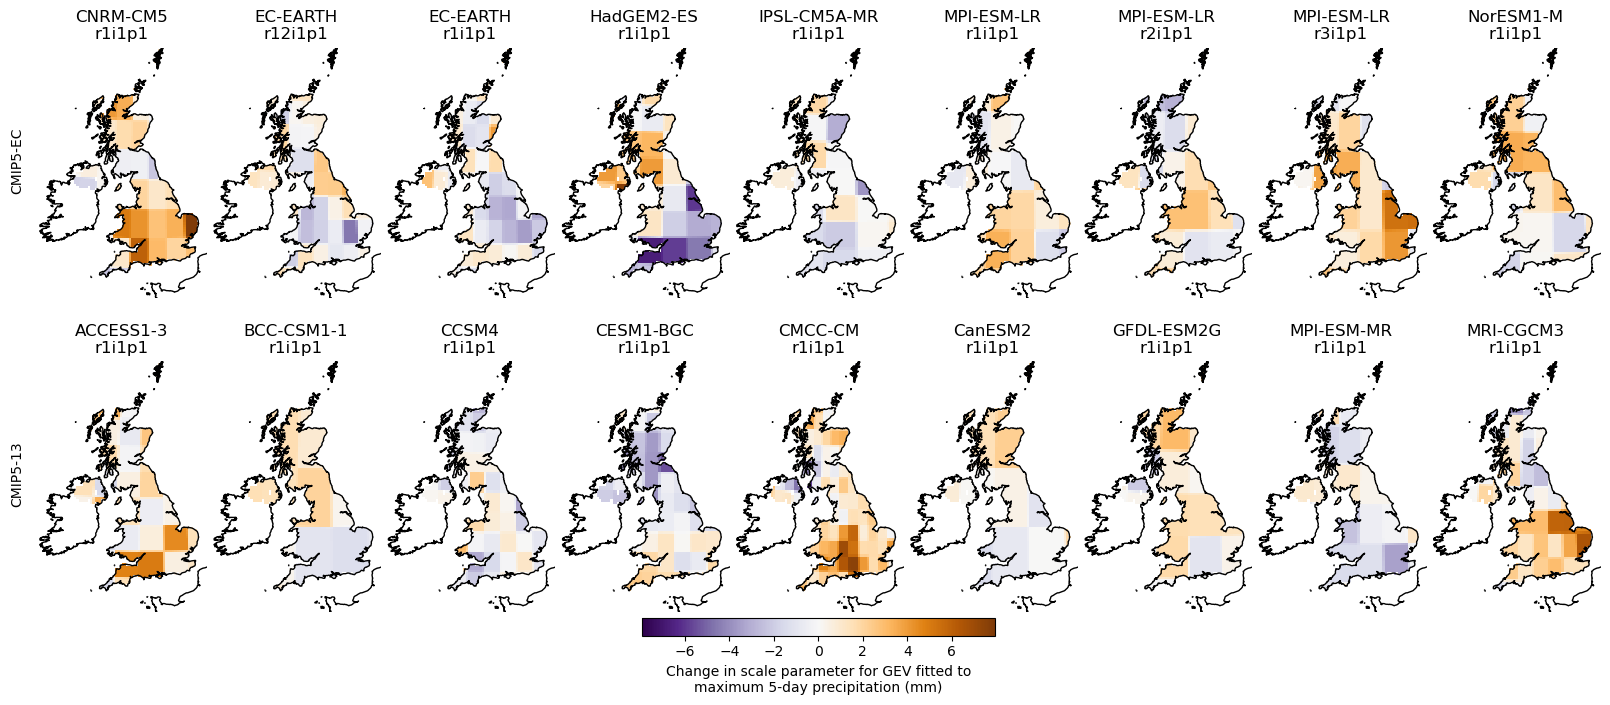 CNRM-CM5 EC-EARTH EC-EARTH HadGEM2-ES IPSL-CM5A-MR MPI-ESM-LR MPI-ESM-LR MPI-ESM-LR NorESM1-M
r1i1p1 r12i1p1 r1i1p1 r1i1p1 r1i1p1 r1i1p1 r2i1p1 r3i1p1 r1i1p1
CMIP5-EC
ACCESS1-3 BCC-CSM1-1 CCSM4 CESM1-BGC CMCC-CM CanESM2 GFDL-ESM2G MPI-ESM-MR MRI-CGCM3
r1i1p1 r1i1p1 r1i1p1 r1i1p1 r1i1p1 r1i1p1 r1i1p1 r1i1p1 r1i1p1
CMIP5-13
−6 −4 −2 0 2 4 6
Change in scale parameter for GEV fitted to
maximum 5-day precipitation (mm)